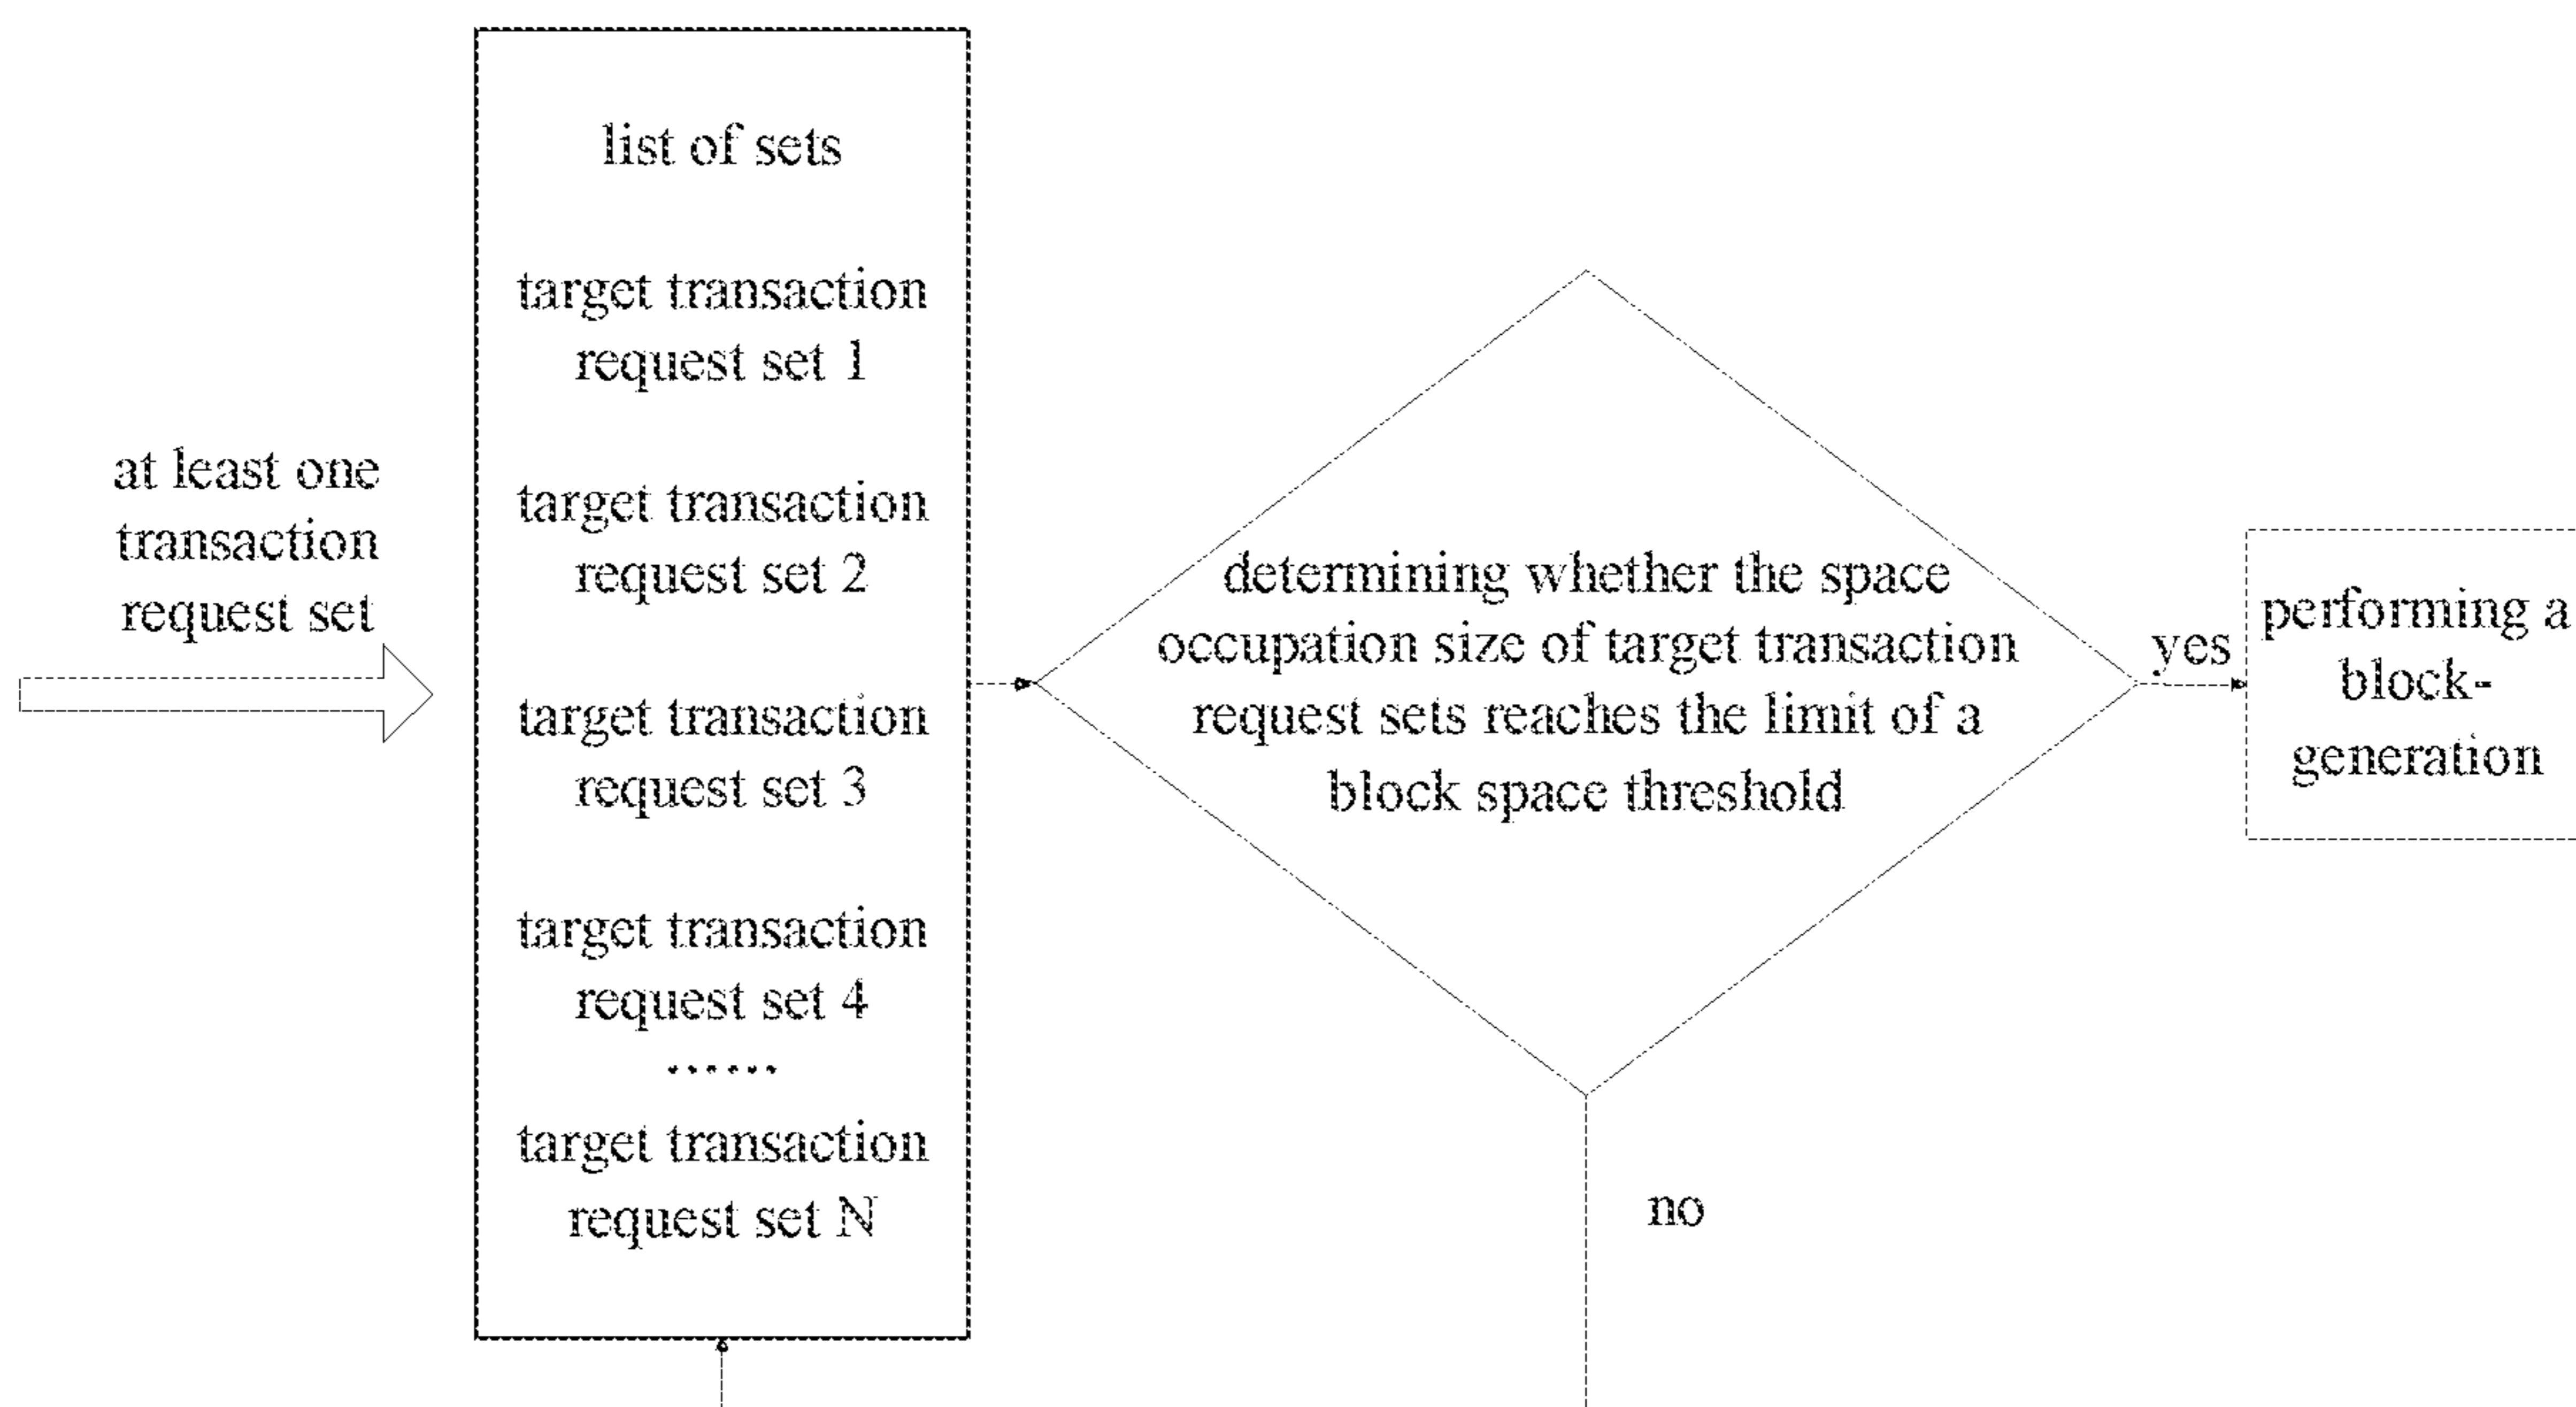 at least one
transaction
request set
list of sets
target transaction
request set 1
target transaction
request set 2
target transaction
request set 3
target transaction
request set 4
······
target transaction
request set N
determining whether the space
occupation size of target transaction
request sets reaches the limit of a
block space threshold
yes
performing a
block-
generation
no